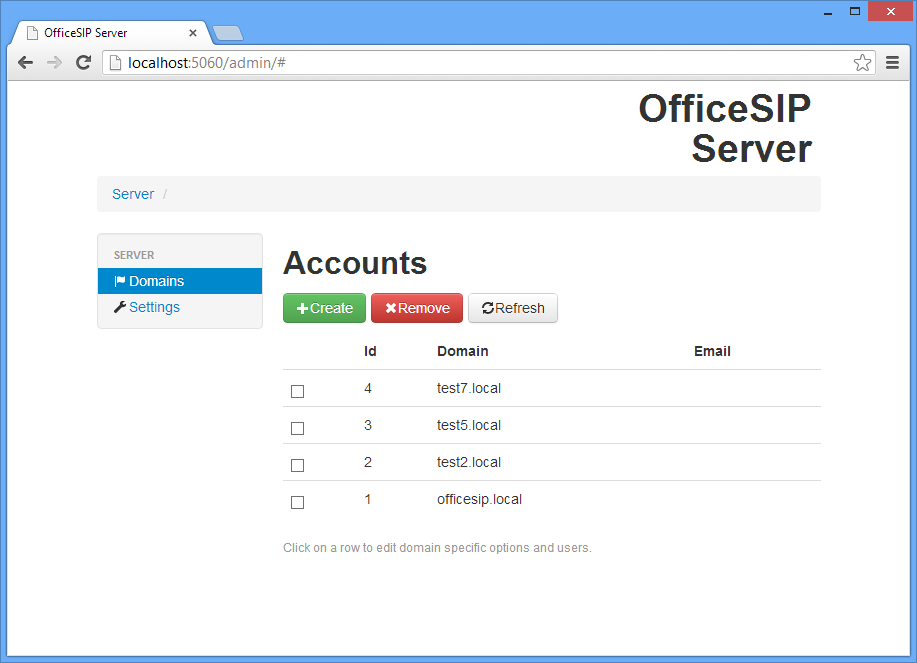 OfficeSIP Server
localhost:5060/admin/#
OfficeSIP
Server
Server /
SERVER
Domains
Settings
Accounts
Create Remove Refresh
Id Domain Email
4 test7.local
3 test5.local
2 test2.local
1 officesip.local
Click on a row to edit domain specific options and users.